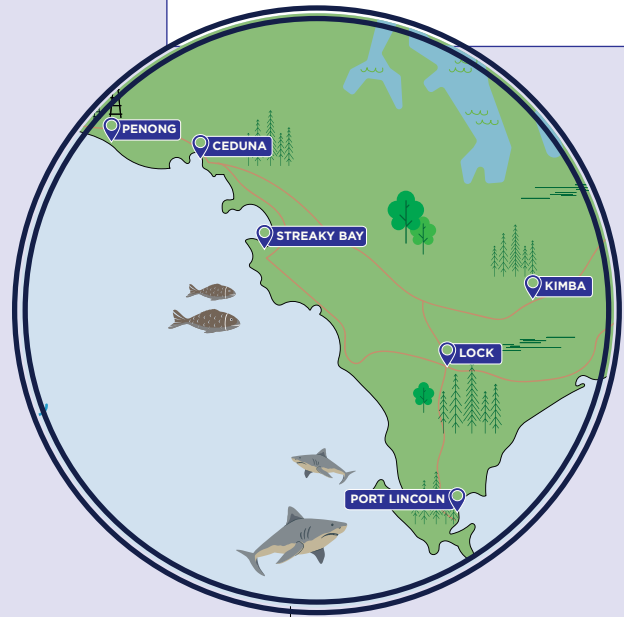 PENONG
CEDUNA
STREAKY BAY
KIMBA
LOCK
PORT LINCOLN